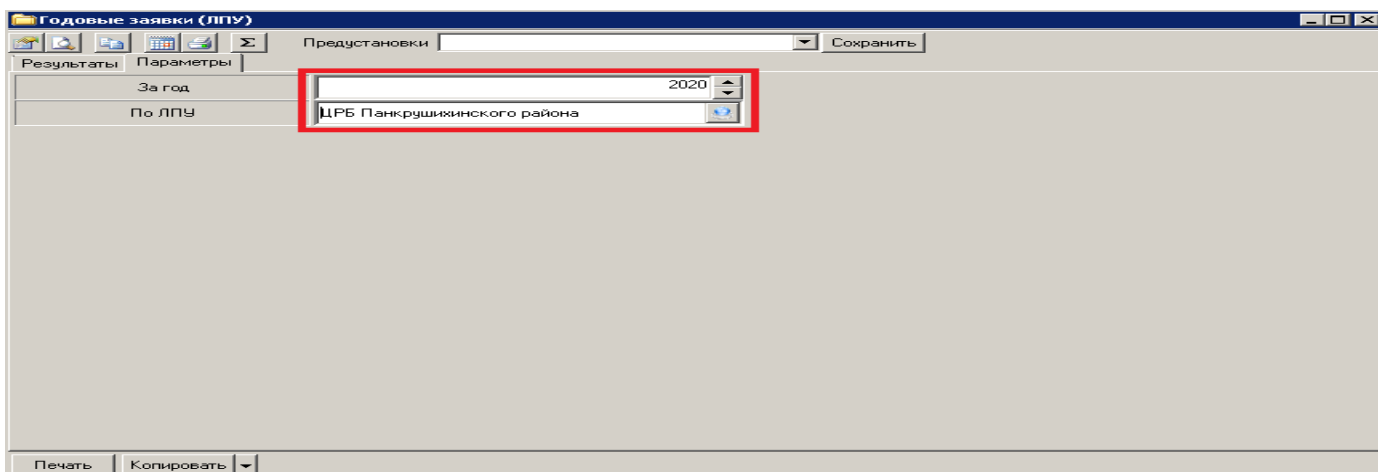 Годовые заявки (ЛПУ)
Σ Предустановки Сохранить
Результаты Параметры
За год 2020
По ЛПУ ЦРБ Панкрушихинского района
Печать Копировать